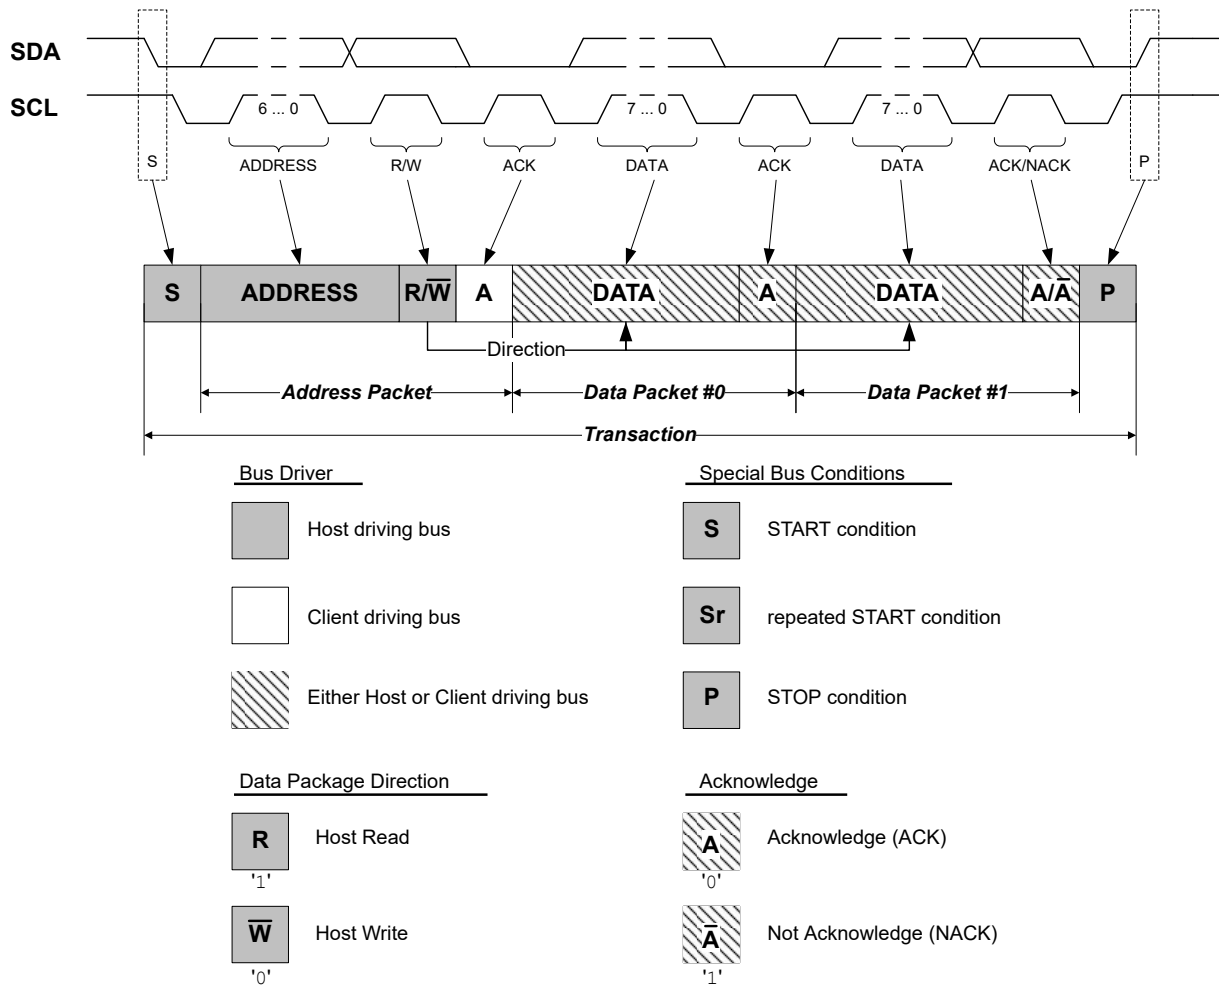 SDA
SCL
6 ... 0
7 ... 0
7 ... 0
S
ADDRESS
R/W
ACK
DATA
ACK
DATA
ACK/NACK
P
S
ADDRESS
R/W̅
A
DATA
A
DATA
A/A̅
P
Direction
Address Packet
Data Packet #0
Data Packet #1
Transaction
Bus Driver
Special Bus Conditions
Host driving bus
S
START condition
Client driving bus
Sr
repeated START condition
Either Host or Client driving bus
P
STOP condition
Data Package Direction
Acknowledge
R
Host Read
'1'
A
Acknowledge (ACK)
'0'
W̅
Host Write
'0'
A̅
Not Acknowledge (NACK)
'1'